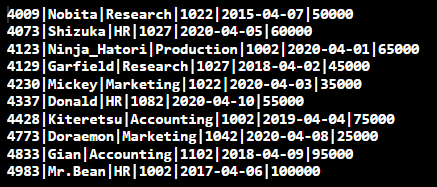 4009|Nobita|Research|1022|2015-04-07|50000
4073|Shizuka|HR|1027|2020-04-05|60000
4123|Ninja_Hatori|Production|1002|2020-04-01|65000
4129|Garfield|Research|1027|2018-04-02|45000
4230|Mickey|Marketing|1022|2020-04-03|35000
4337|Donald|HR|1082|2020-04-10|55000
4428|Kiteretsu|Accounting|1002|2019-04-04|75000
4773|Doraemon|Marketing|1042|2020-04-08|25000
4833|Gian|Accounting|1102|2018-04-09|95000
4983|Mr.Bean|HR|1002|2017-04-06|100000